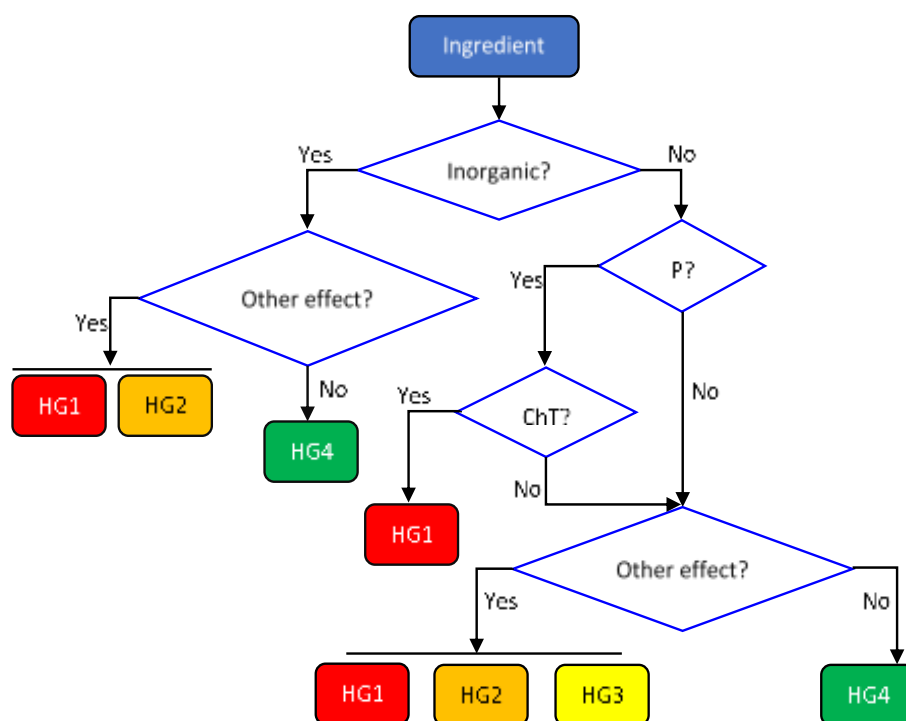 Ingredient
Yes
No
Inorganic?
P?
Yes
Other effect?
Yes
No
No
HG1
HG2
Yes
ChT?
HG4
No
HG1
Other effect?
Yes
No
HG1
HG2
HG3
HG4